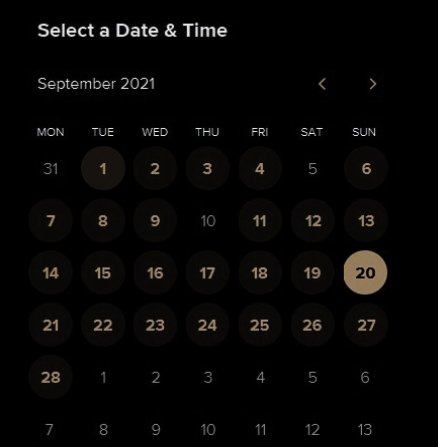 Select a Date & Time
September 2021
MON TUE WED THU FRI SAT SUN
31 1 2 3 4 5 6
7 8 9 10 11 12 13
14 15 16 17 18 19 20
21 22 23 24 25 26 27
28 1 2 3 4 5 6
7 8 9 10 11 12 13